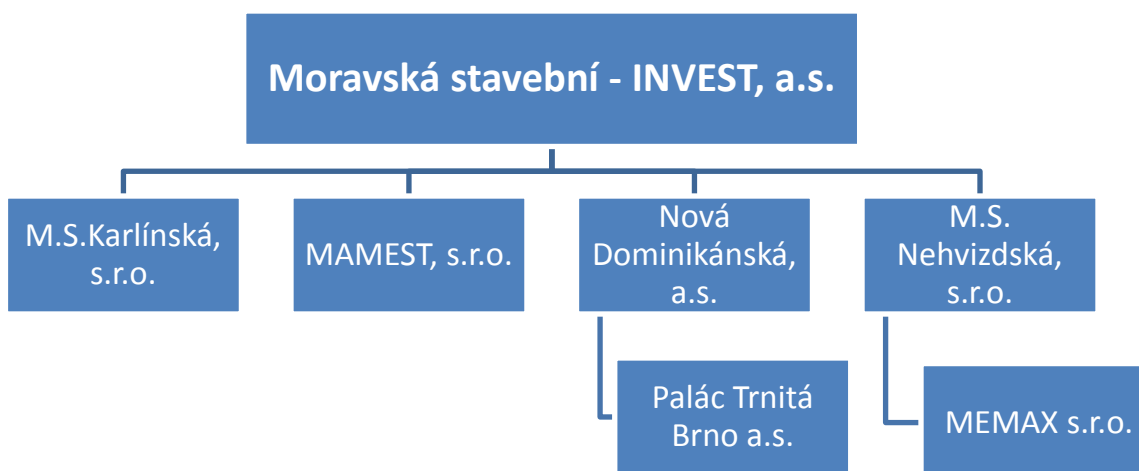 Moravská stavební - INVEST, a.s.
M.S.Karlínská,
s.r.o.
MAMEST, s.r.o.
Nová
Dominikánská,
a.s.
M.S.
Nehvizdská,
s.r.o.
Palác Trnitá
Brno a.s.
MEMAX s.r.o.